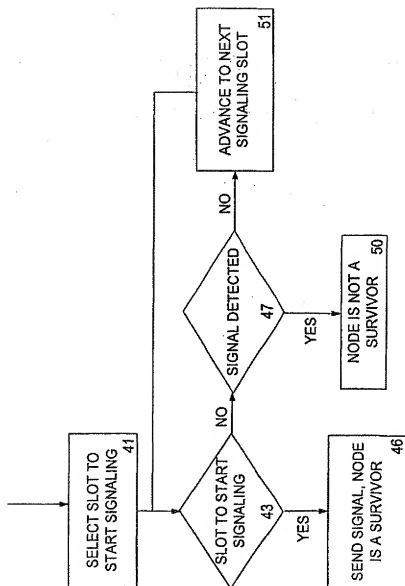 SELECT SLOT TO
START SIGNALING
41
SLOT TO START
SIGNALING
43
NO
YES
SEND SIGNAL, NODE
IS A SURVIVOR
46
SIGNAL DETECTED
47
NO
YES
NODE IS NOT A
SURVIVOR
50
ADVANCE TO NEXT
SIGNALING SLOT
51